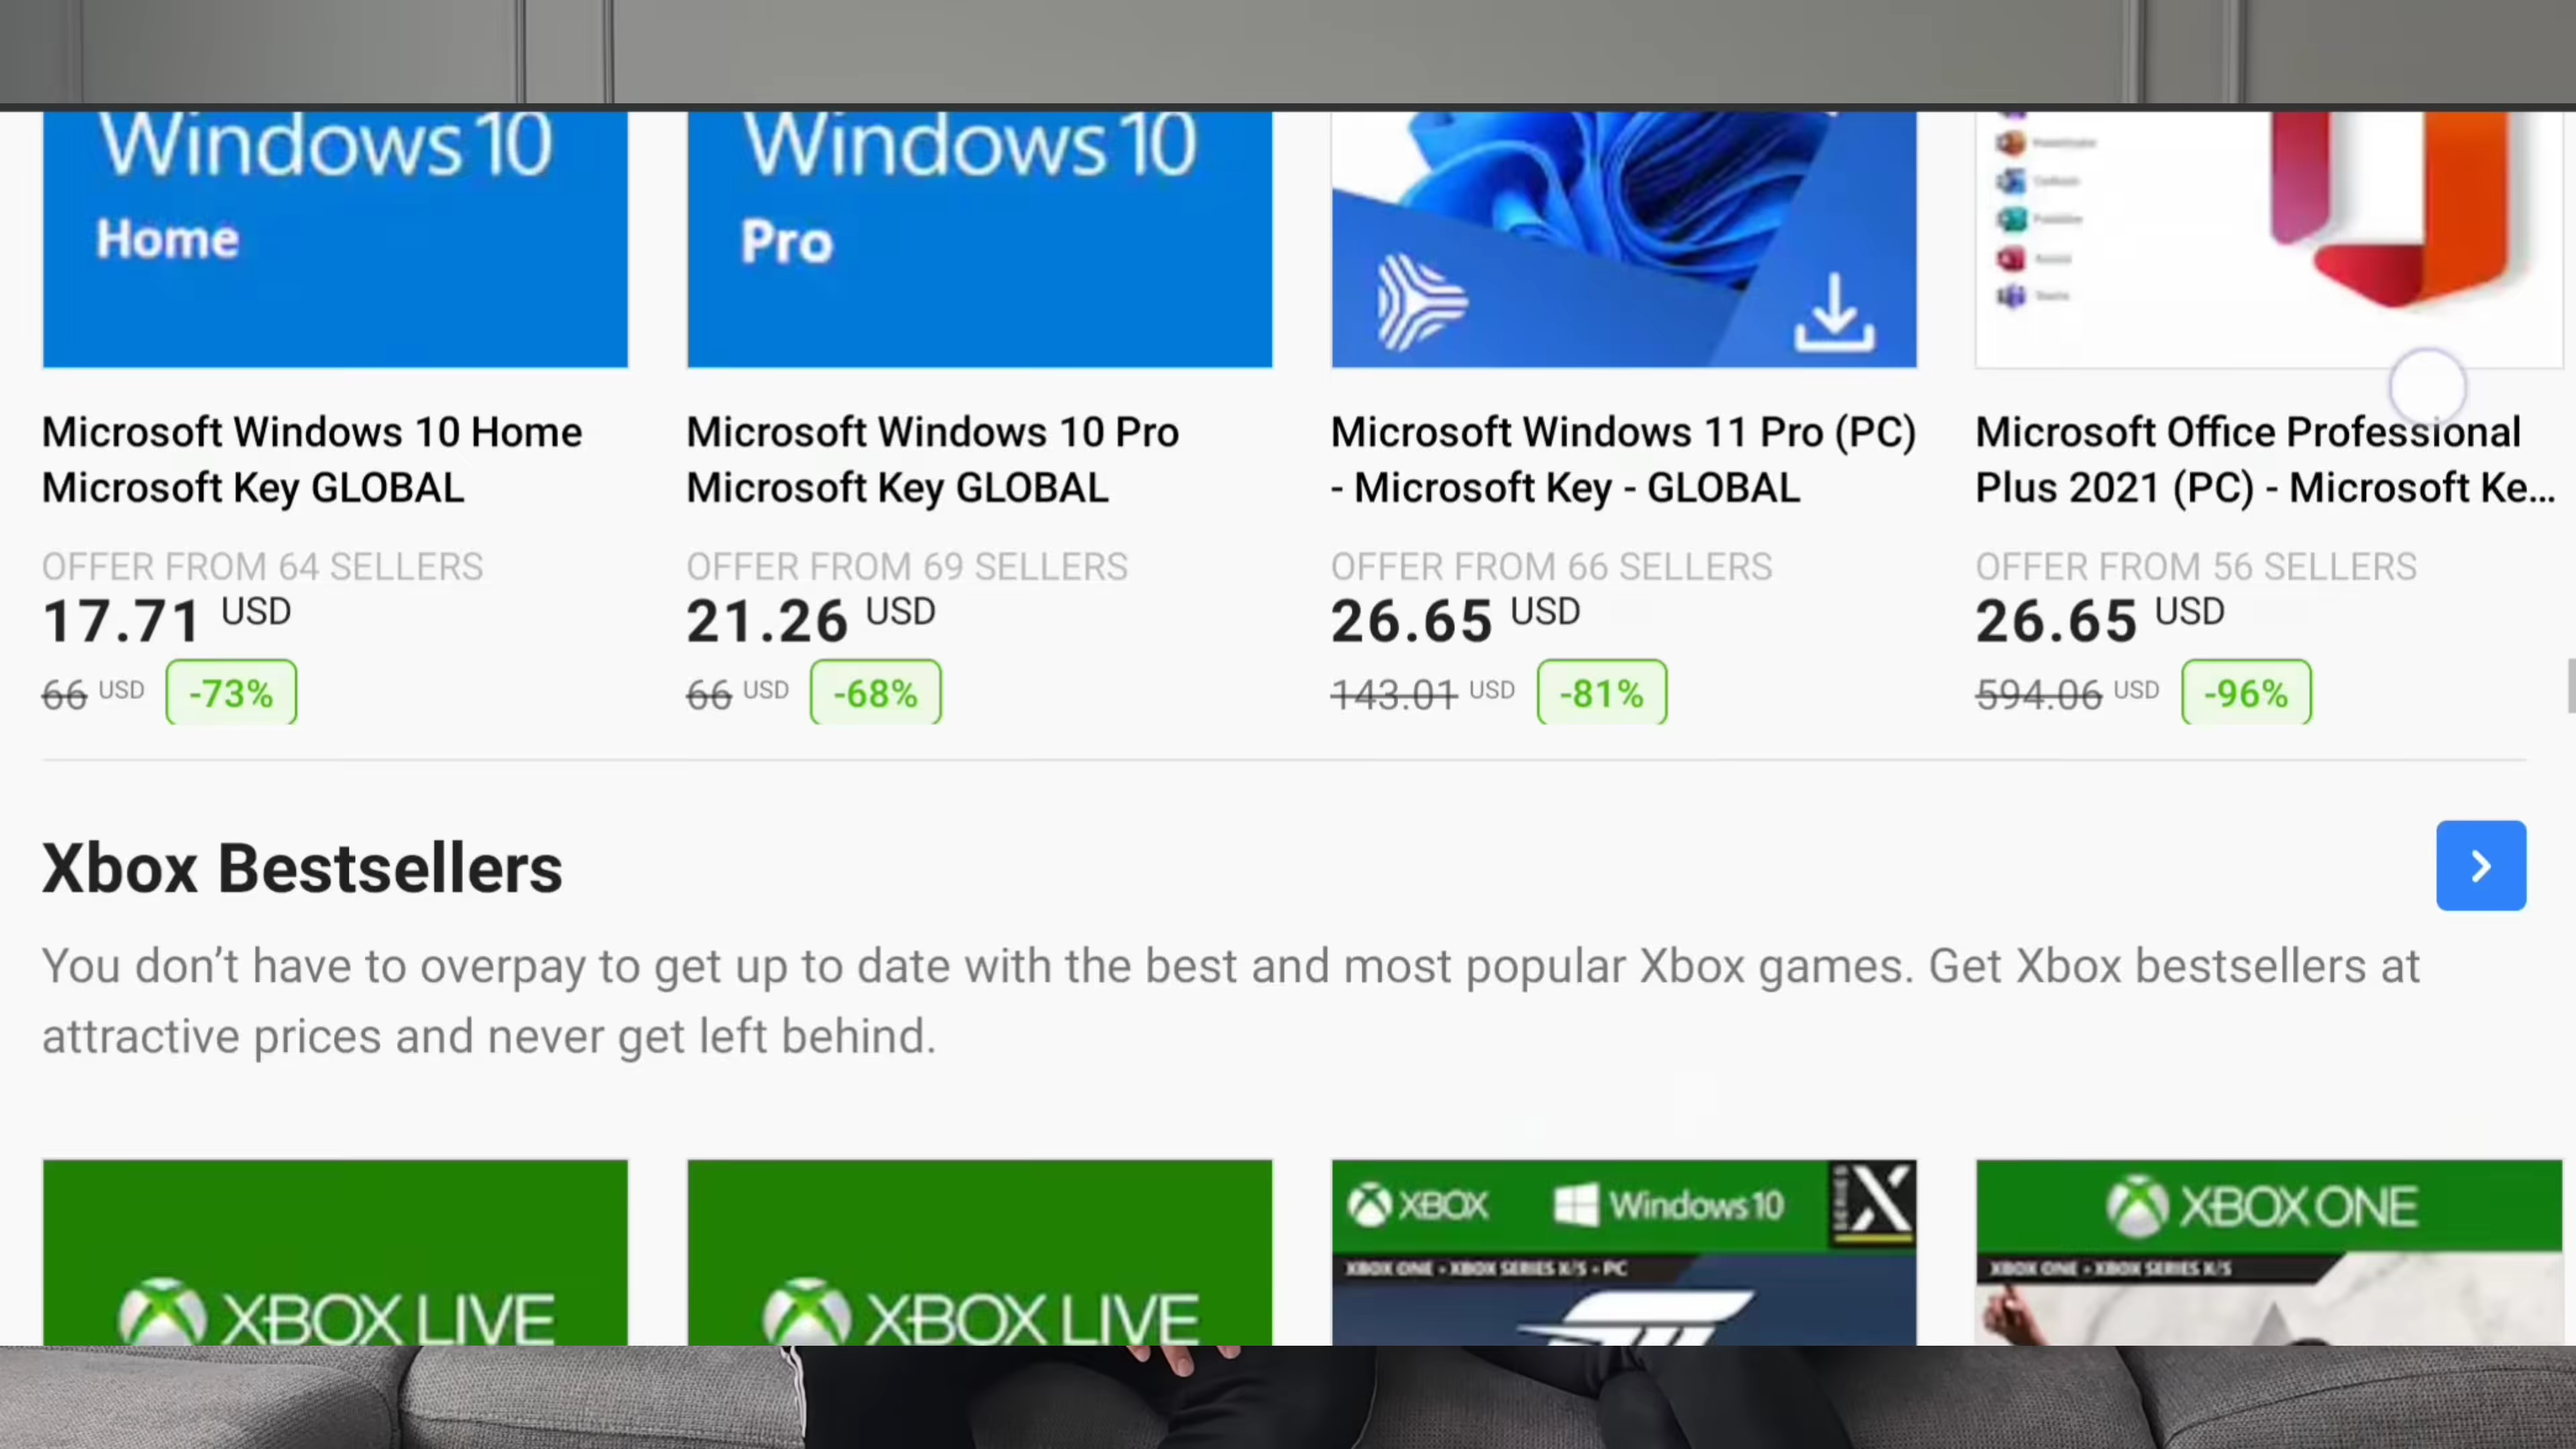 Windows 10
Home
Windows 10
Pro
Microsoft Windows 10 Home
Microsoft Key GLOBAL
OFFER FROM 64 SELLERS
17.71 USD
66 USD -73%
Microsoft Windows 10 Pro
Microsoft Key GLOBAL
OFFER FROM 69 SELLERS
21.26 USD
66 USD -68%
Microsoft Windows 11 Pro (PC)
- Microsoft Key - GLOBAL
OFFER FROM 66 SELLERS
26.65 USD
143.01 USD -81%
Microsoft Office Professional
Plus 2021 (PC) - Microsoft Ke...
OFFER FROM 56 SELLERS
26.65 USD
594.06 USD -96%
Xbox Bestsellers
You don’t have to overpay to get up to date with the best and most popular Xbox games. Get Xbox bestsellers at
attractive prices and never get left behind.
XBOX LIVE
XBOX LIVE
XBOX Windows 10 SERIES X
XBOX ONE + XBOX SERIES X/S + PC
XBOX ONE
XBOX ONE + XBOX SERIES X/S